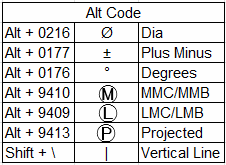 Alt Code
Alt + 0216 Ø Dia
Alt + 0177 ± Plus Minus
Alt + 0176 ° Degrees
Alt + 9410 Ⓜ MMC/MMB
Alt + 9409 Ⓛ LMC/LMB
Alt + 9413 Ⓟ Projected
Shift + \ | Vertical Line